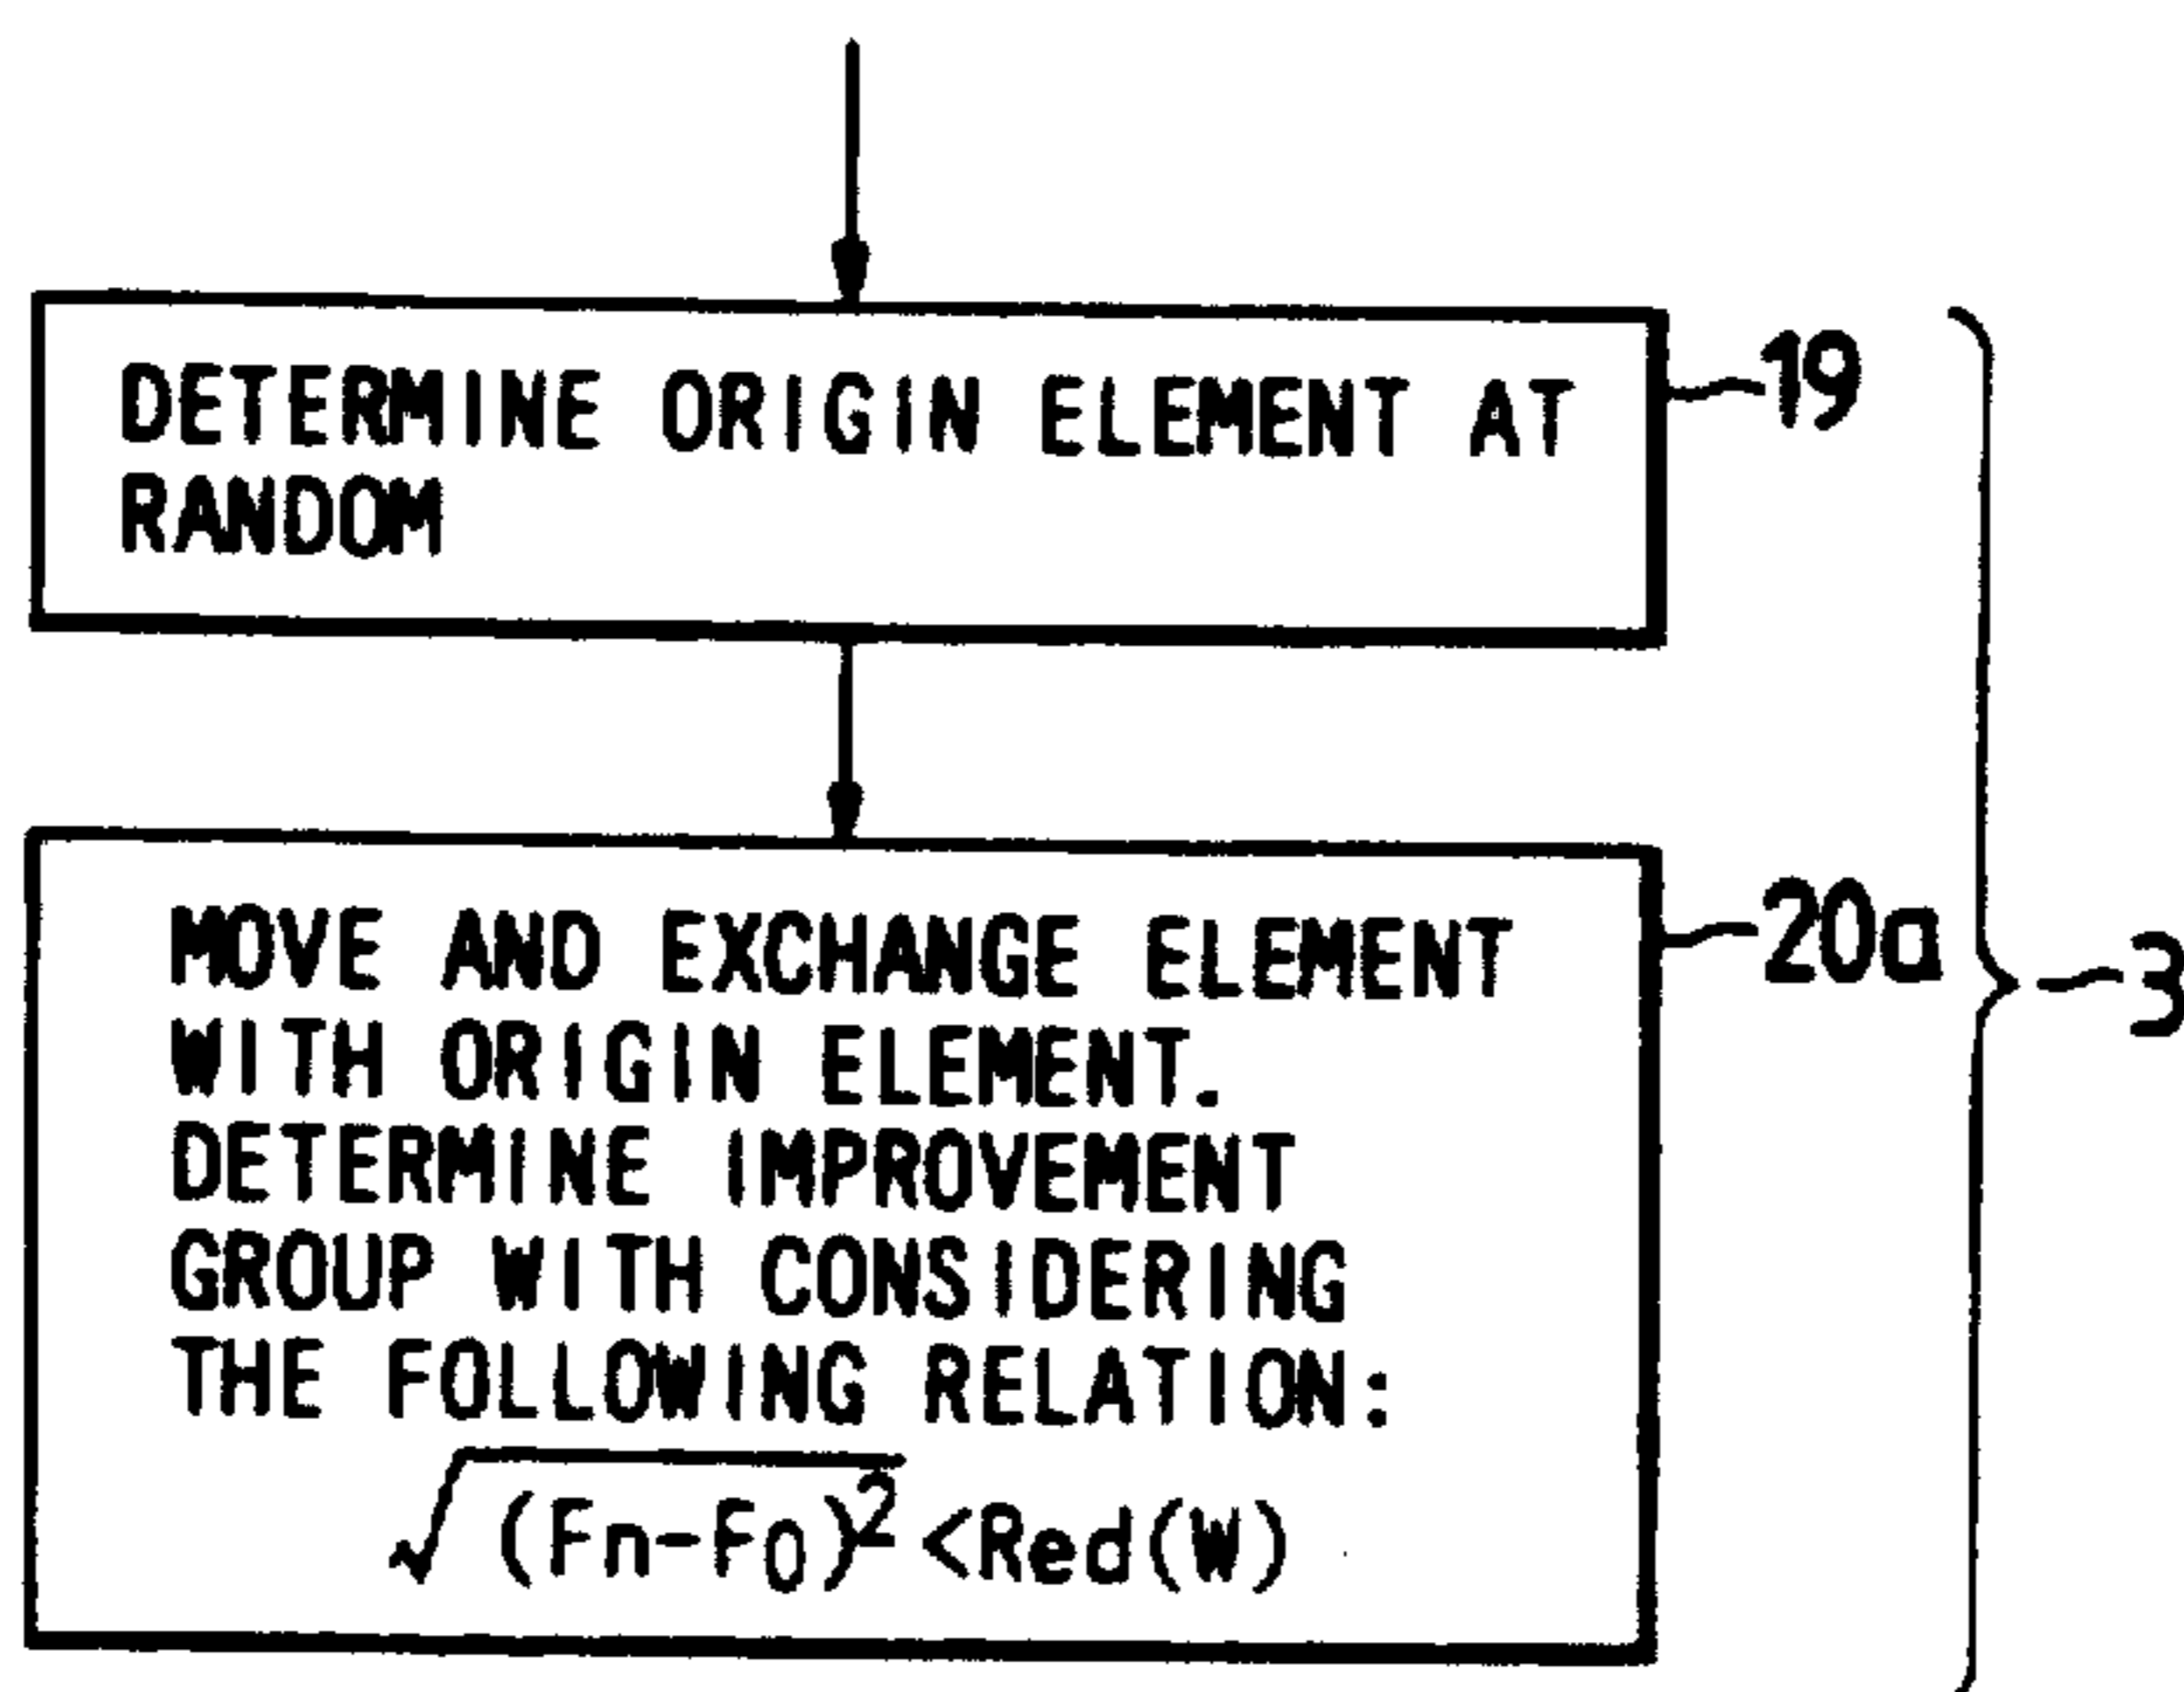 DETERMINE ORIGIN ELEMENT AT
RANDOM
19
MOVE AND EXCHANGE ELEMENT
WITH ORIGIN ELEMENT.
DETERMINE IMPROVEMENT
GROUP WITH CONSIDERING
THE FOLLOWING RELATION:
√(Fn-F0)² <Red(W)
20a
3